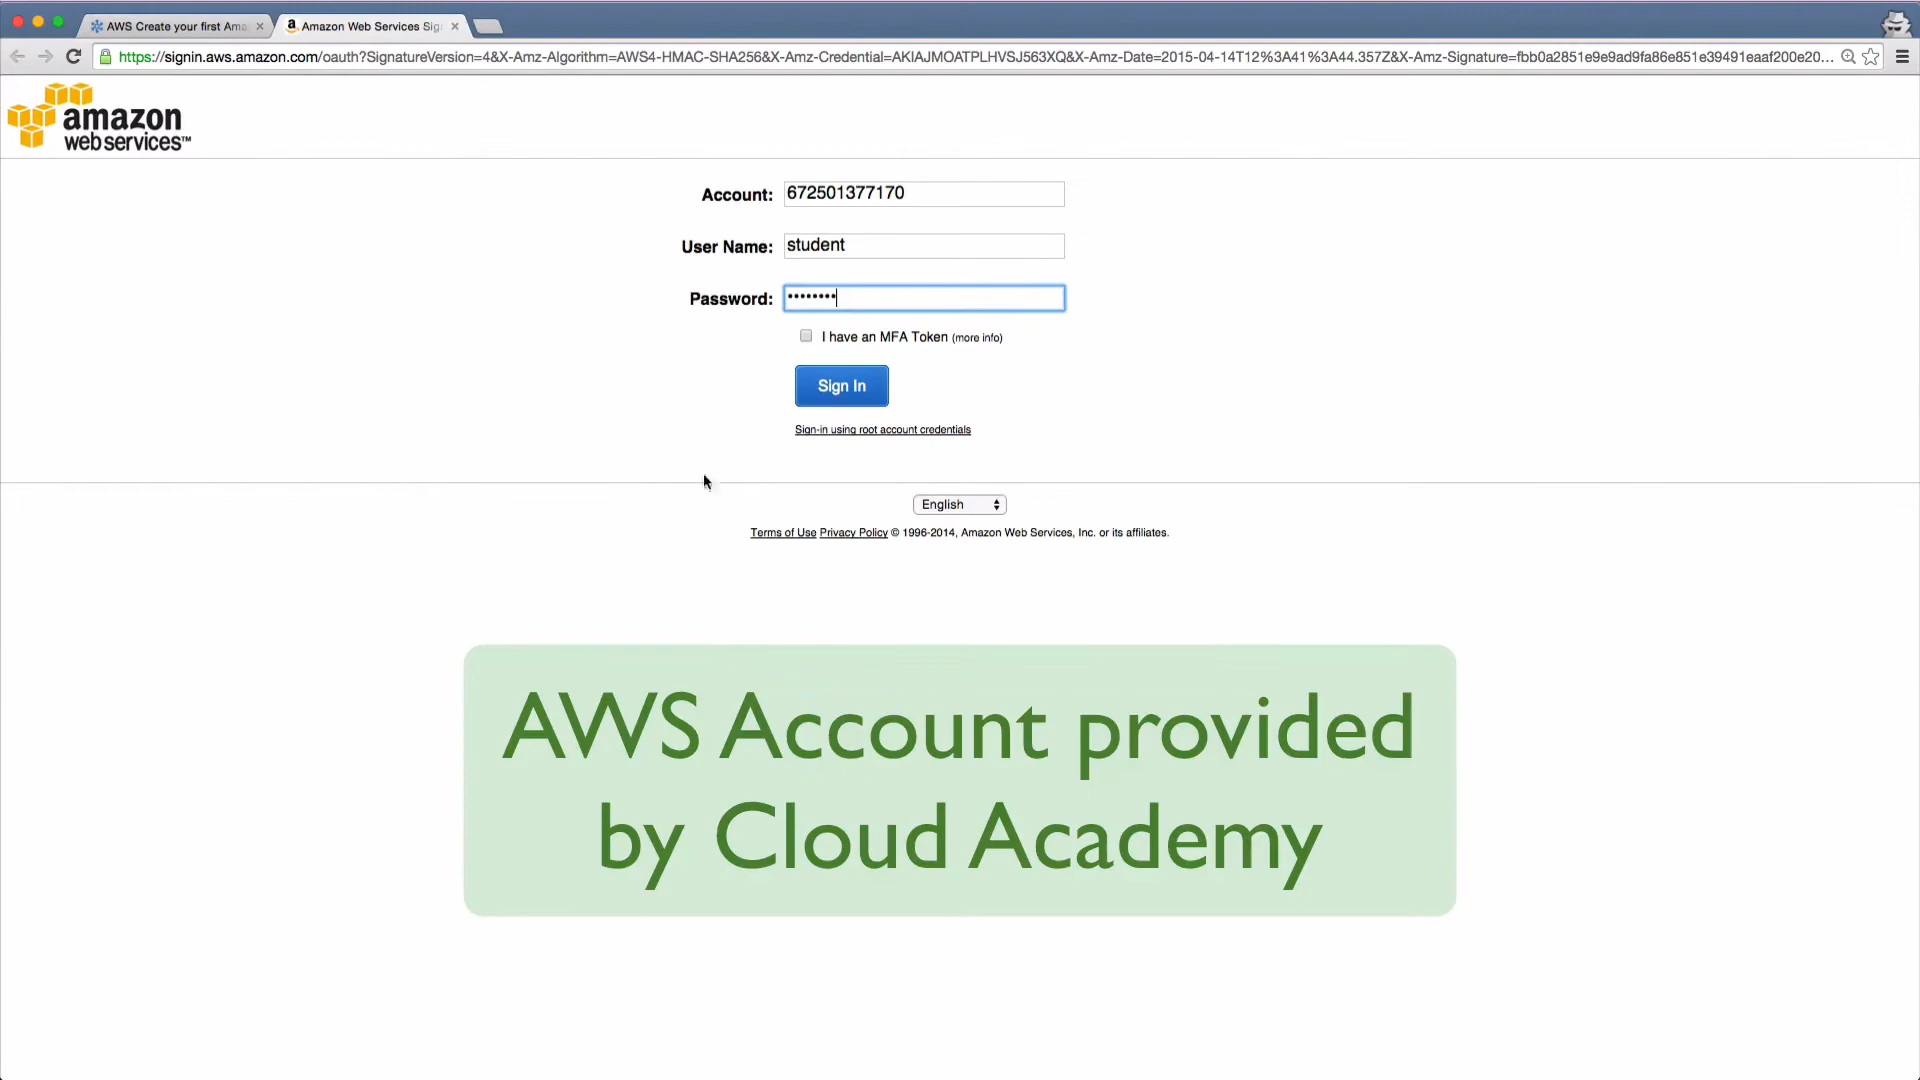 AWS Create your first Ama
Amazon Web Services Sig
https://signin.aws.amazon.com/oauth?SignatureVersion=4&X-Amz-Algorithm=AWS4-HMAC-SHA256&X-Amz-Credential=AKIAJMOATPLHVSJ563XQ&X-Amz-Date=2015-04-14T12%3A41%3A44.357Z&X-Amz-Signature=fbb0a2851e9e9ad9fa86e851e39491eaaf200e20...
amazon
web services™
Account: 672501377170
User Name: student
Password: ••••••••
I have an MFA Token (more info)
Sign In
Sign-in using root account credentials
English
Terms of Use Privacy Policy © 1996-2014, Amazon Web Services, Inc. or its affiliates.
AWS Account provided
by Cloud Academy